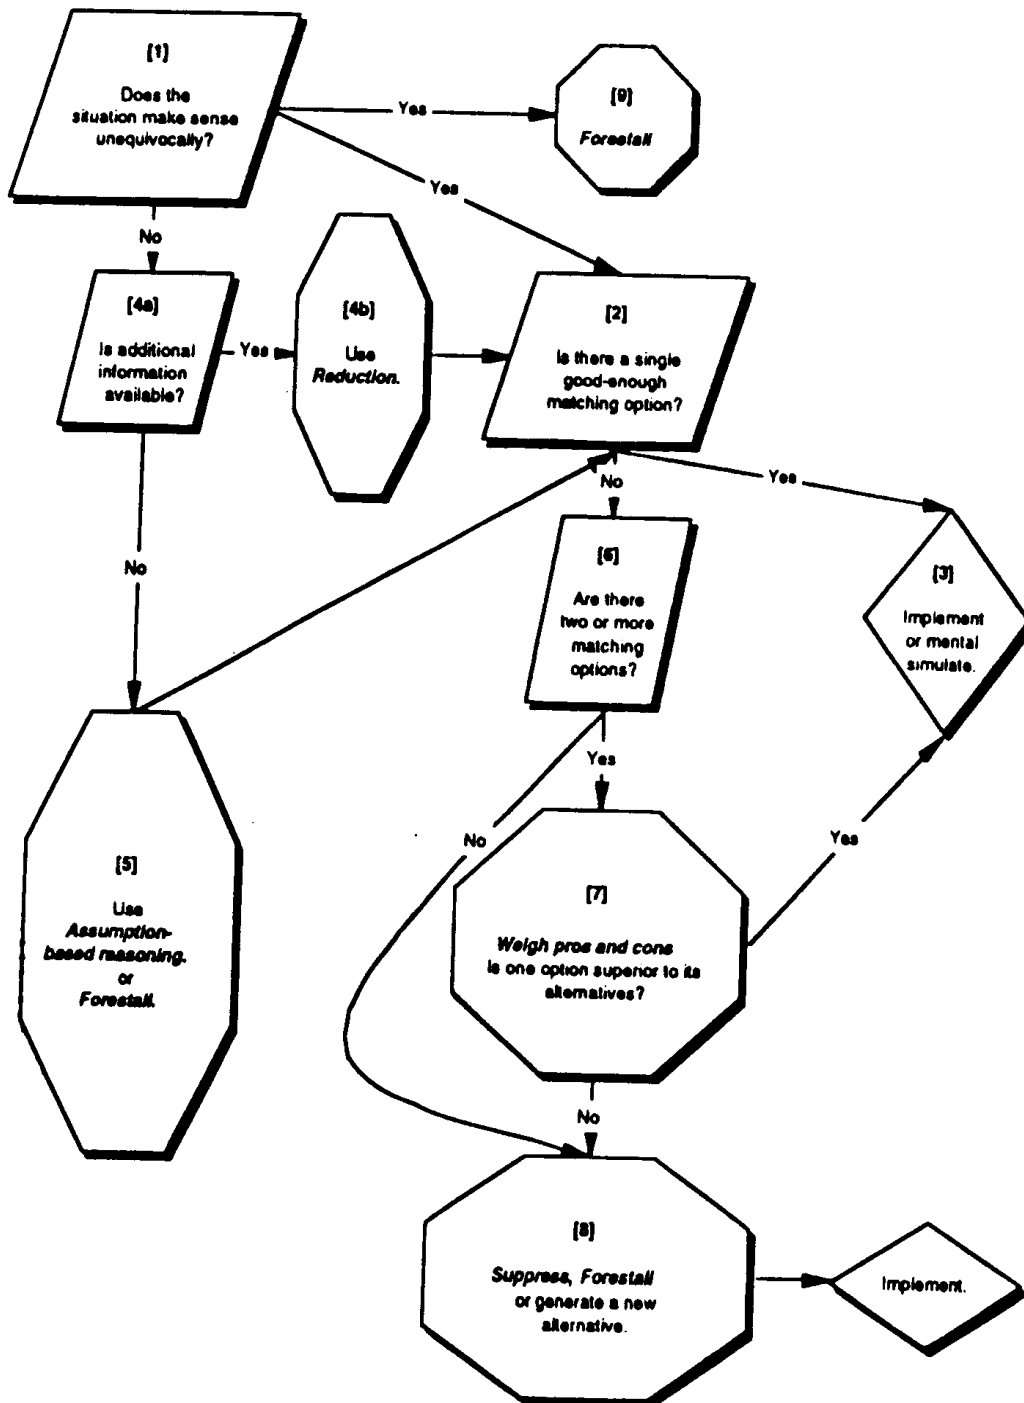 [1]
Does the
situation make sense
unequivocally?
Yes
[9]
Forestall
Yes
No
[4a]
Is additional
information
available?
Yes
[4b]
Use
Reduction.
[2]
Is there a single
good-enough
matching option?
No
Yes
[6]
Are there
two or more
matching
options?
[3]
Implement
or mental
simulate.
No
Yes
No
Yes
[5]
Use
Assumption-
based reasoning.
or
Forestall.
[7]
Weigh pros and cons
Is one option superior to its
alternatives?
No
[8]
Suppress, Forestall
or generate a new
alternative.
Implement.